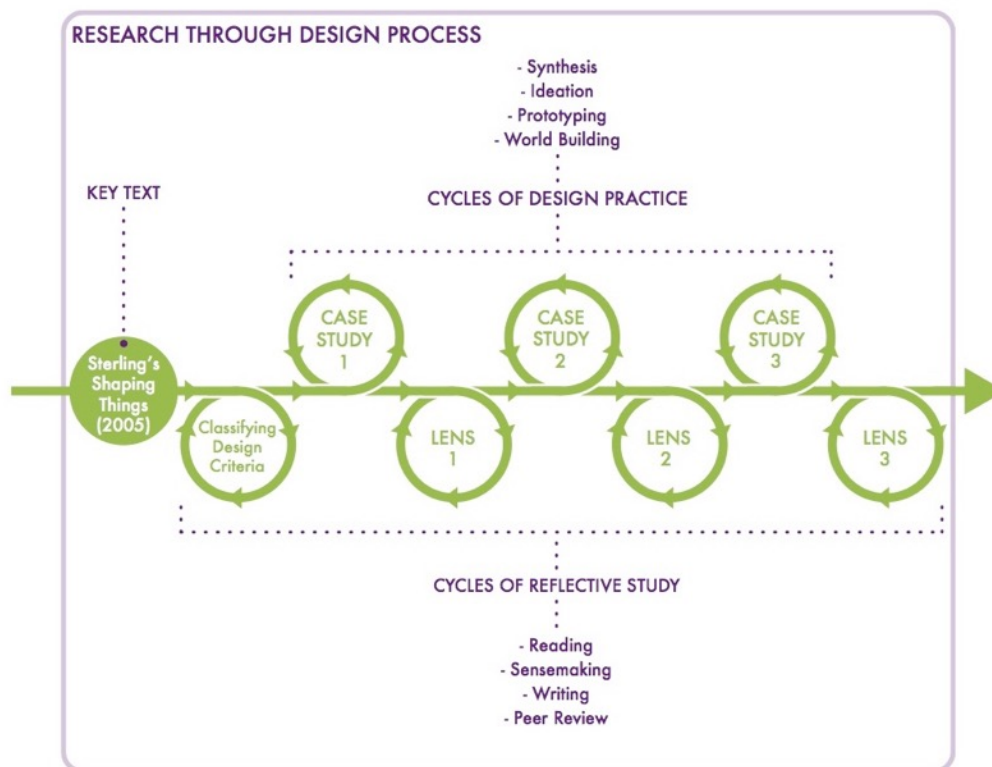 RESEARCH THROUGH DESIGN PROCESS
- Synthesis
- Ideation
- Prototyping
- World Building
KEY TEXT
CYCLES OF DESIGN PRACTICE
CASE
STUDY
1
CASE
STUDY
2
CASE
STUDY
3
Sterling's
Shaping
Things
(2005)
Classifying
Design
Criteria
LENS
1
LENS
2
LENS
3
CYCLES OF REFLECTIVE STUDY
- Reading
- Sensemaking
- Writing
- Peer Review